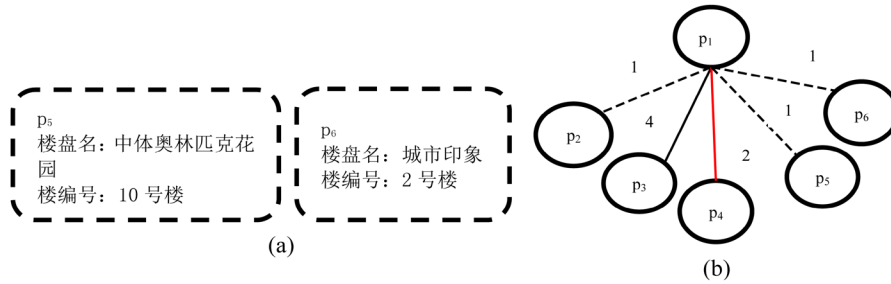 p5
楼盘名：中体奥林匹克花
园
楼编号：10 号楼
p6
楼盘名：城市印象
楼编号：2 号楼
(a)
p1
1
1
4
1
2
p2
p3
p4
p5
p6
(b)